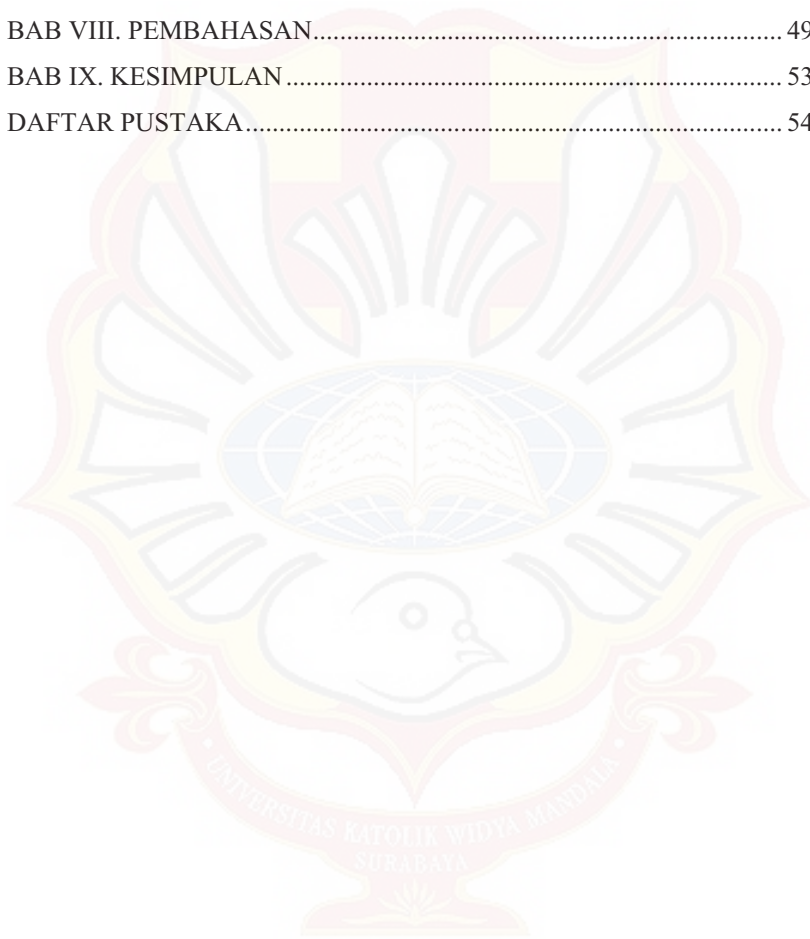 BAB VIII. PEMBAHASAN........................................................................ 49
BAB IX. KESIMPULAN ............................................................................ 53
DAFTAR PUSTAKA.................................................................................. 54
UNIVERSITAS KATOLIK WIDYA MANDALA
SURABAYA